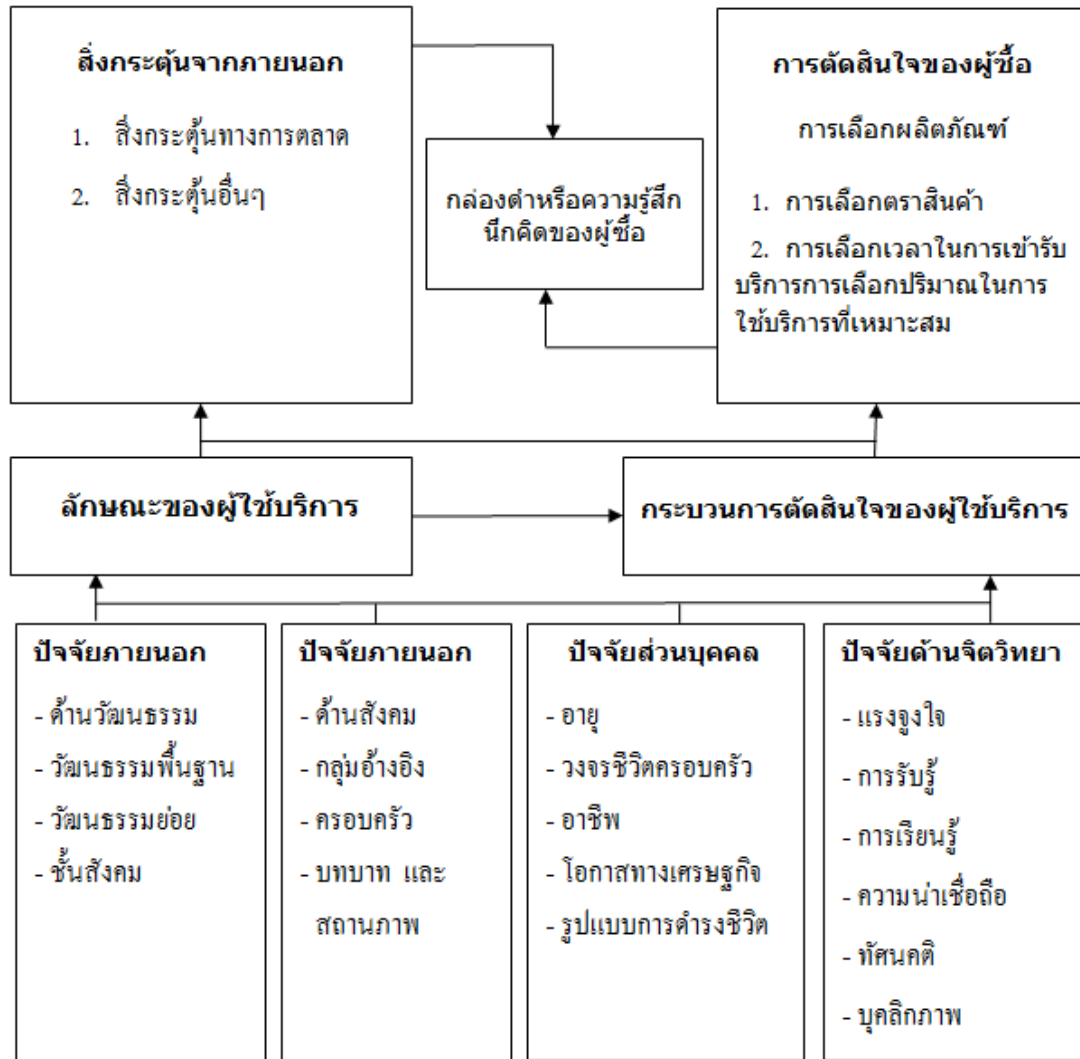 สิ่งกระตุ้นจากภายนอก
1. สิ่งกระตุ้นทางการตลาด
2. สิ่งกระตุ้นอื่นๆ
กล่องดำหรือความรู้สึก
นึกคิดของผู้ซื้อ
การตัดสินใจของผู้ซื้อ
การเลือกผลิตภัณฑ์
1. การเลือกตราสินค้า
2. การเลือกเวลาในการเข้ารับ
บริการการเลือกปริมาณในการ
ใช้บริการที่เหมาะสม
ลักษณะของผู้ใช้บริการ
กระบวนการตัดสินใจของผู้ใช้บริการ
ปัจจัยภายนอก
- ด้านวัฒนธรรม
- วัฒนธรรมพื้นฐาน
- วัฒนธรรมย่อย
- ชั้นสังคม
ปัจจัยภายนอก
- ด้านสังคม
- กลุ่มอ้างอิง
- ครอบครัว
- บทบาท และ
สถานภาพ
ปัจจัยส่วนบุคคล
- อายุ
- วงจรชีวิตครอบครัว
- อาชีพ
- โอกาสทางเศรษฐกิจ
- รูปแบบการดำรงชีวิต
ปัจจัยด้านจิตวิทยา
- แรงจูงใจ
- การรับรู้
- การเรียนรู้
- ความน่าเชื่อถือ
- ทัศนคติ
- บุคลิกภาพ